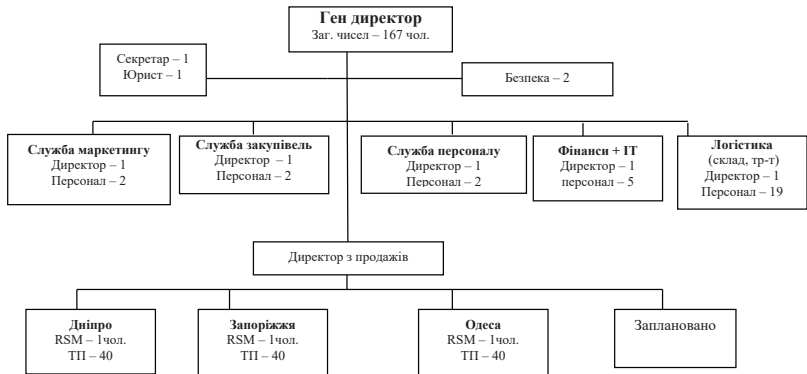 Ген директор
Заг. чисел – 167 чол.
Секретар – 1
Юрист – 1
Безпека – 2
Служба маркетингу
Директор – 1
Персонал – 2
Служба закупівель
Директор – 1
Персонал – 2
Служба персоналу
Директор – 1
Персонал – 2
Фінанси + ІТ
Директор – 1
персонал – 5
Логістика
(склад, тр-т)
Директор – 1
Персонал – 19
Директор з продажів
Дніпро
RSM – 1чол.
ТП – 40
Запоріжжя
RSM – 1чол.
ТП – 40
Одеса
RSM – 1чол.
ТП – 40
Заплановано